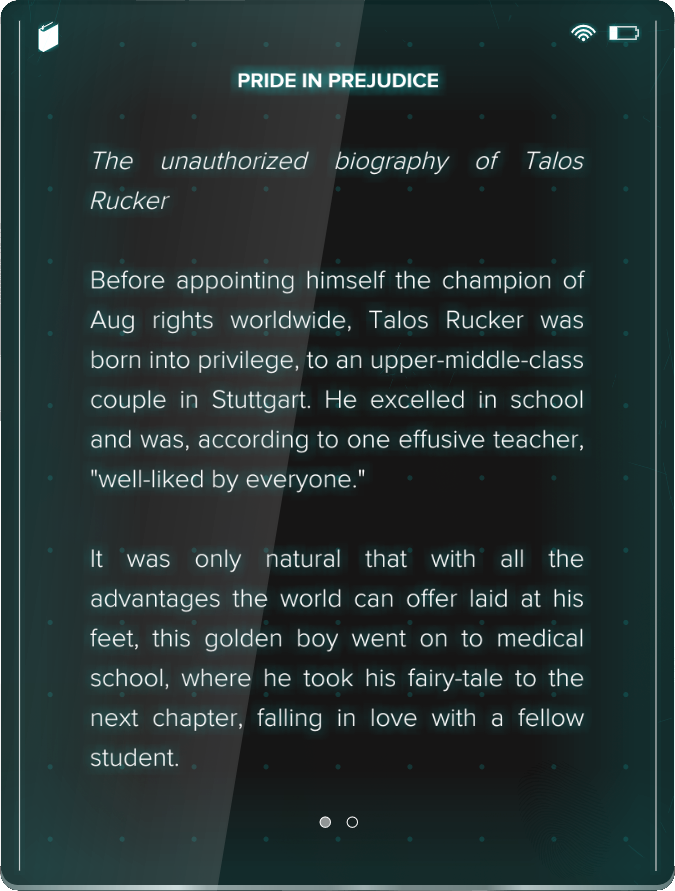 PRIDE IN PREJUDICE
The unauthorized biography of Talos
Rucker
Before appointing himself the champion of
Aug rights worldwide, Talos Rucker was
born into privilege, to an upper-middle-class
couple in Stuttgart. He excelled in school
and was, according to one effusive teacher,
"well-liked by everyone."
It was only natural that with all the
advantages the world can offer laid at his
feet, this golden boy went on to medical
school, where he took his fairy-tale to the
next chapter, falling in love with a fellow
student.